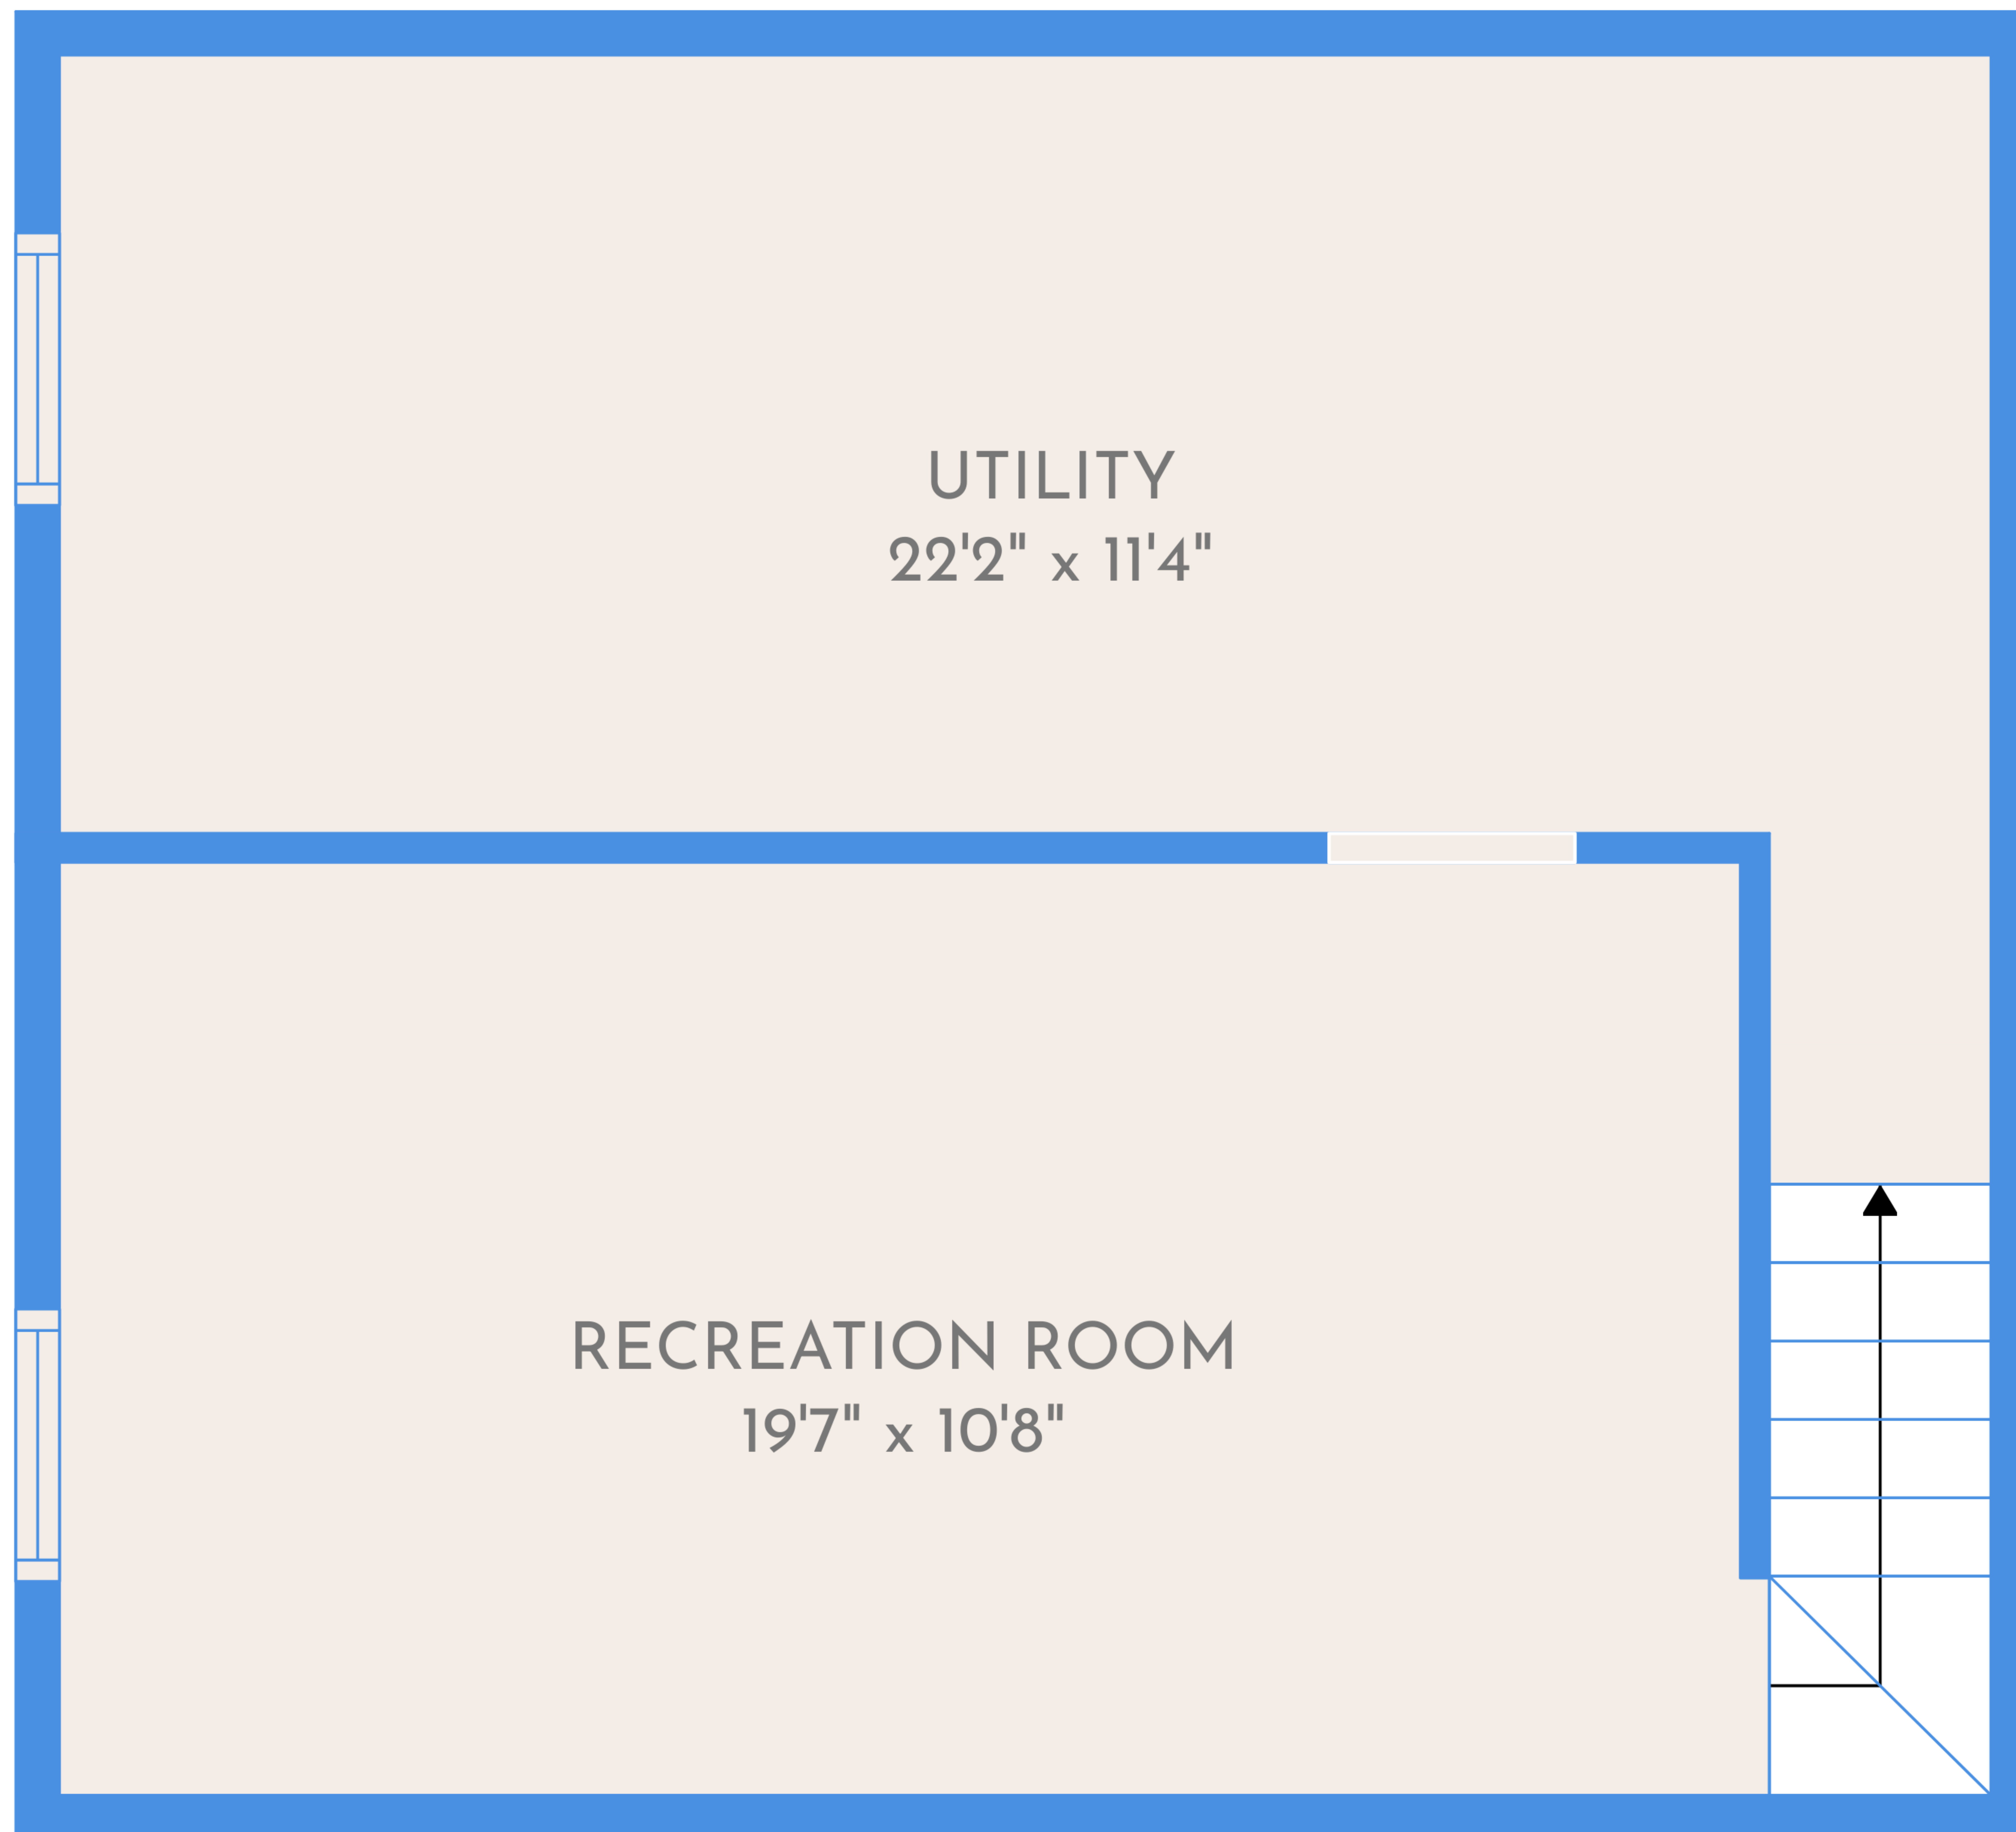 UTILITY
22'2" x 11'4"
RECREATION ROOM
19'7" x 10'8"